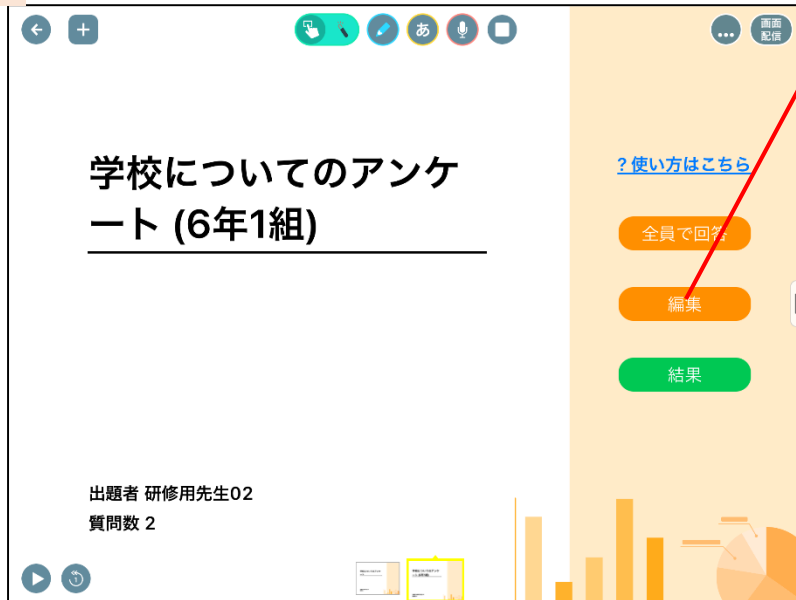 あ
画面
配信
学校についてのアンケ
ート (6年1組)
?使い方はこちら
全員で回答
編集
結果
出題者 研修用先生02
質問数 2